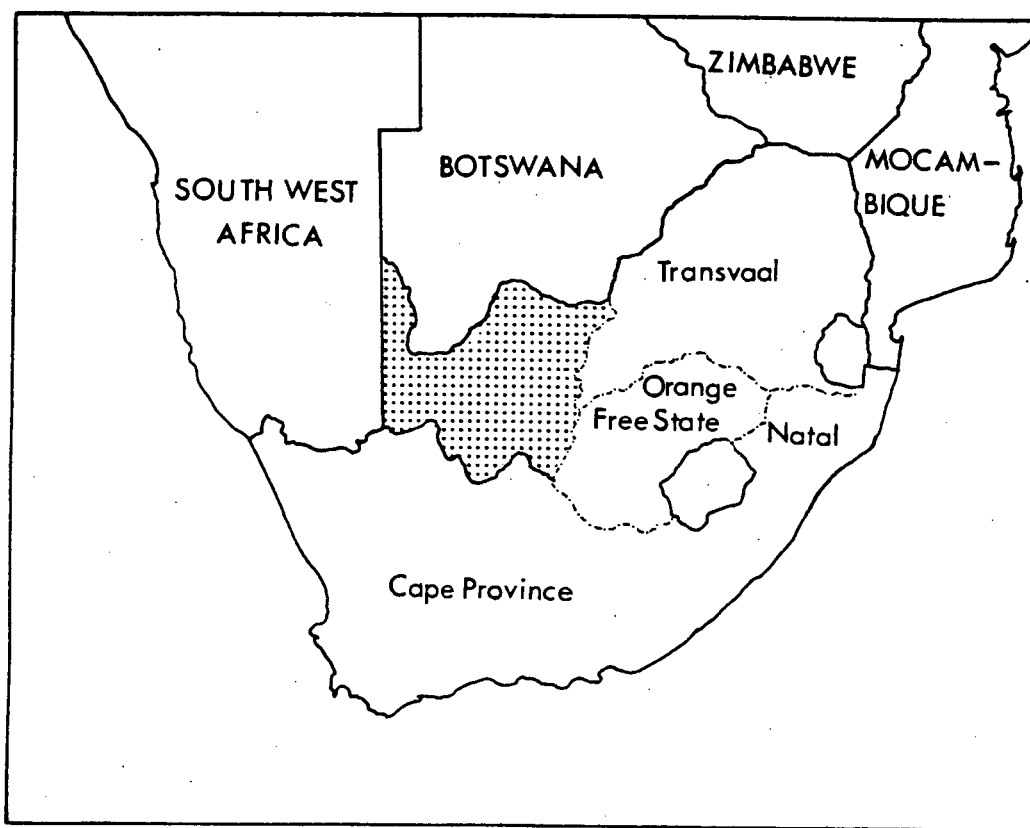 ZIMBABWE
BOTSWANA
MOCAM-
BIQUE
SOUTH WEST
AFRICA
Transvaal
Orange
Free State
Natal
Cape Province